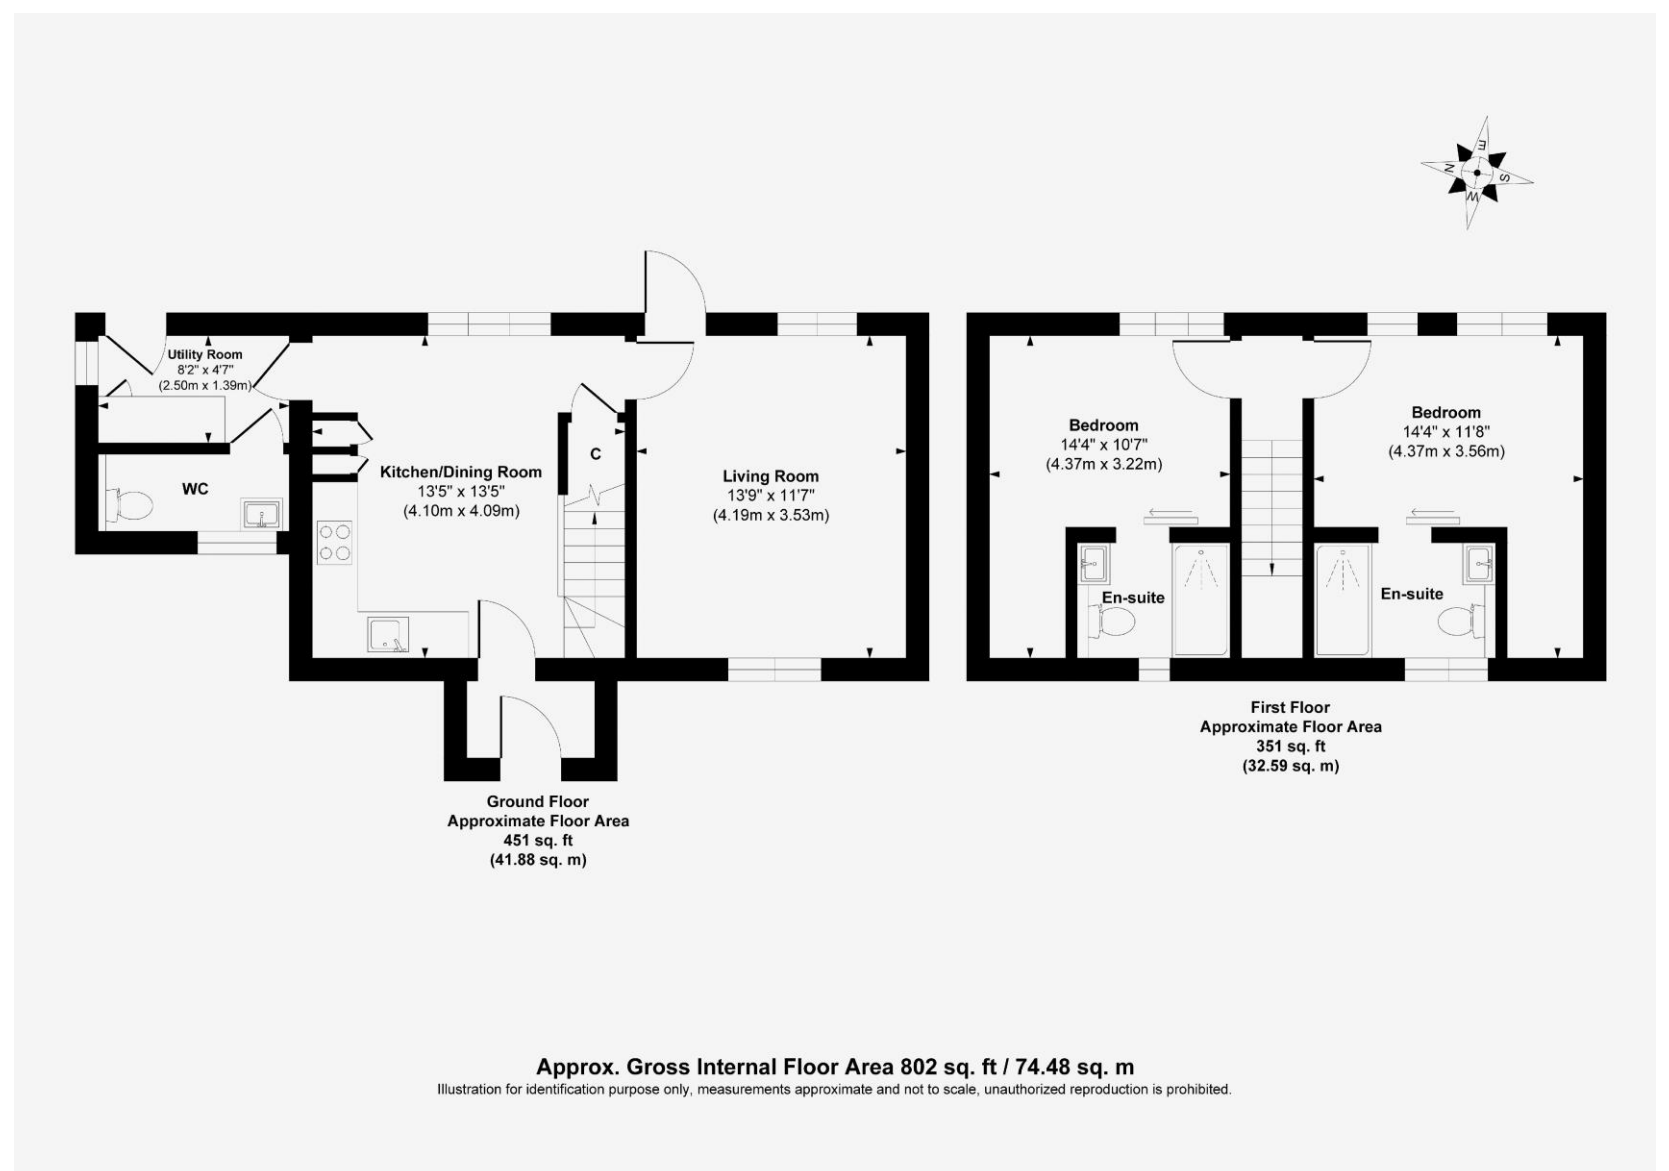 E
N
S
W
Utility Room
8'2" x 4'7"
(2.50m x 1.39m)
WC
Kitchen/Dining Room
13'5" x 13'5"
(4.10m x 4.09m)
C
Living Room
13'9" x 11'7"
(4.19m x 3.53m)
Bedroom
14'4" x 10'7"
(4.37m x 3.22m)
Bedroom
14'4" x 11'8"
(4.37m x 3.56m)
En-suite
En-suite
First Floor
Approximate Floor Area
351 sq. ft
(32.59 sq. m)
Ground Floor
Approximate Floor Area
451 sq. ft
(41.88 sq. m)
Approx. Gross Internal Floor Area 802 sq. ft / 74.48 sq. m
Illustration for identification purpose only, measurements approximate and not to scale, unauthorized reproduction is prohibited.